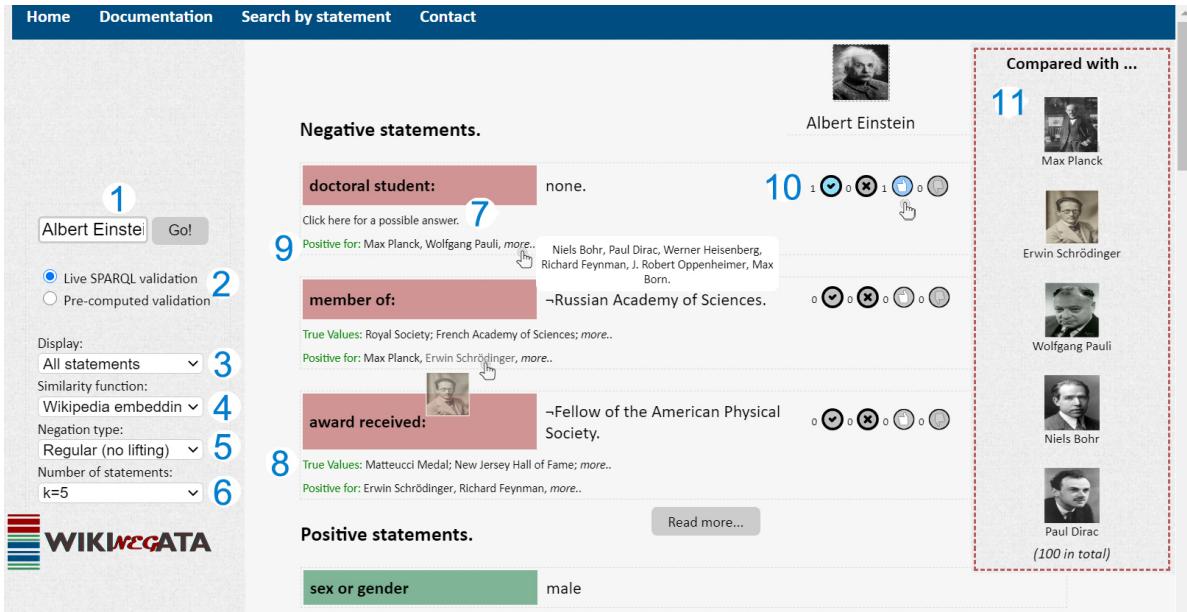 Home Documentation Search by statement Contact
Compared with ...
11
Max Planck
Erwin Schrödinger
Wolfgang Pauli
Niels Bohr
Paul Dirac
(100 in total)
Albert Einstein
Negative statements.
doctoral student: none. 10 1 0 1 0
Click here for a possible answer. 7
9 Positive for: Max Planck, Wolfgang Pauli, more..
Niels Bohr, Paul Dirac, Werner Heisenberg,
Richard Feynman, J. Robert Oppenheimer, Max
Born.
member of: ¬Russian Academy of Sciences. 0 0 0 0
True Values: Royal Society; French Academy of Sciences; more..
Positive for: Max Planck, Erwin Schrödinger, more..
award received: ¬Fellow of the American Physical
Society. 0 0 0 0
8 True Values: Matteucci Medal; New Jersey Hall of Fame; more..
Positive for: Erwin Schrödinger, Richard Feynman, more..
Read more...
Positive statements.
sex or gender male
1
Albert Einstei Go!
Live SPARQL validation 2
Pre-computed validation
Display:
All statements 3
Similarity function:
Wikipedia embeddin 4
Negation type:
Regular (no lifting) 5
Number of statements:
k=5 6
WIKINEGATA